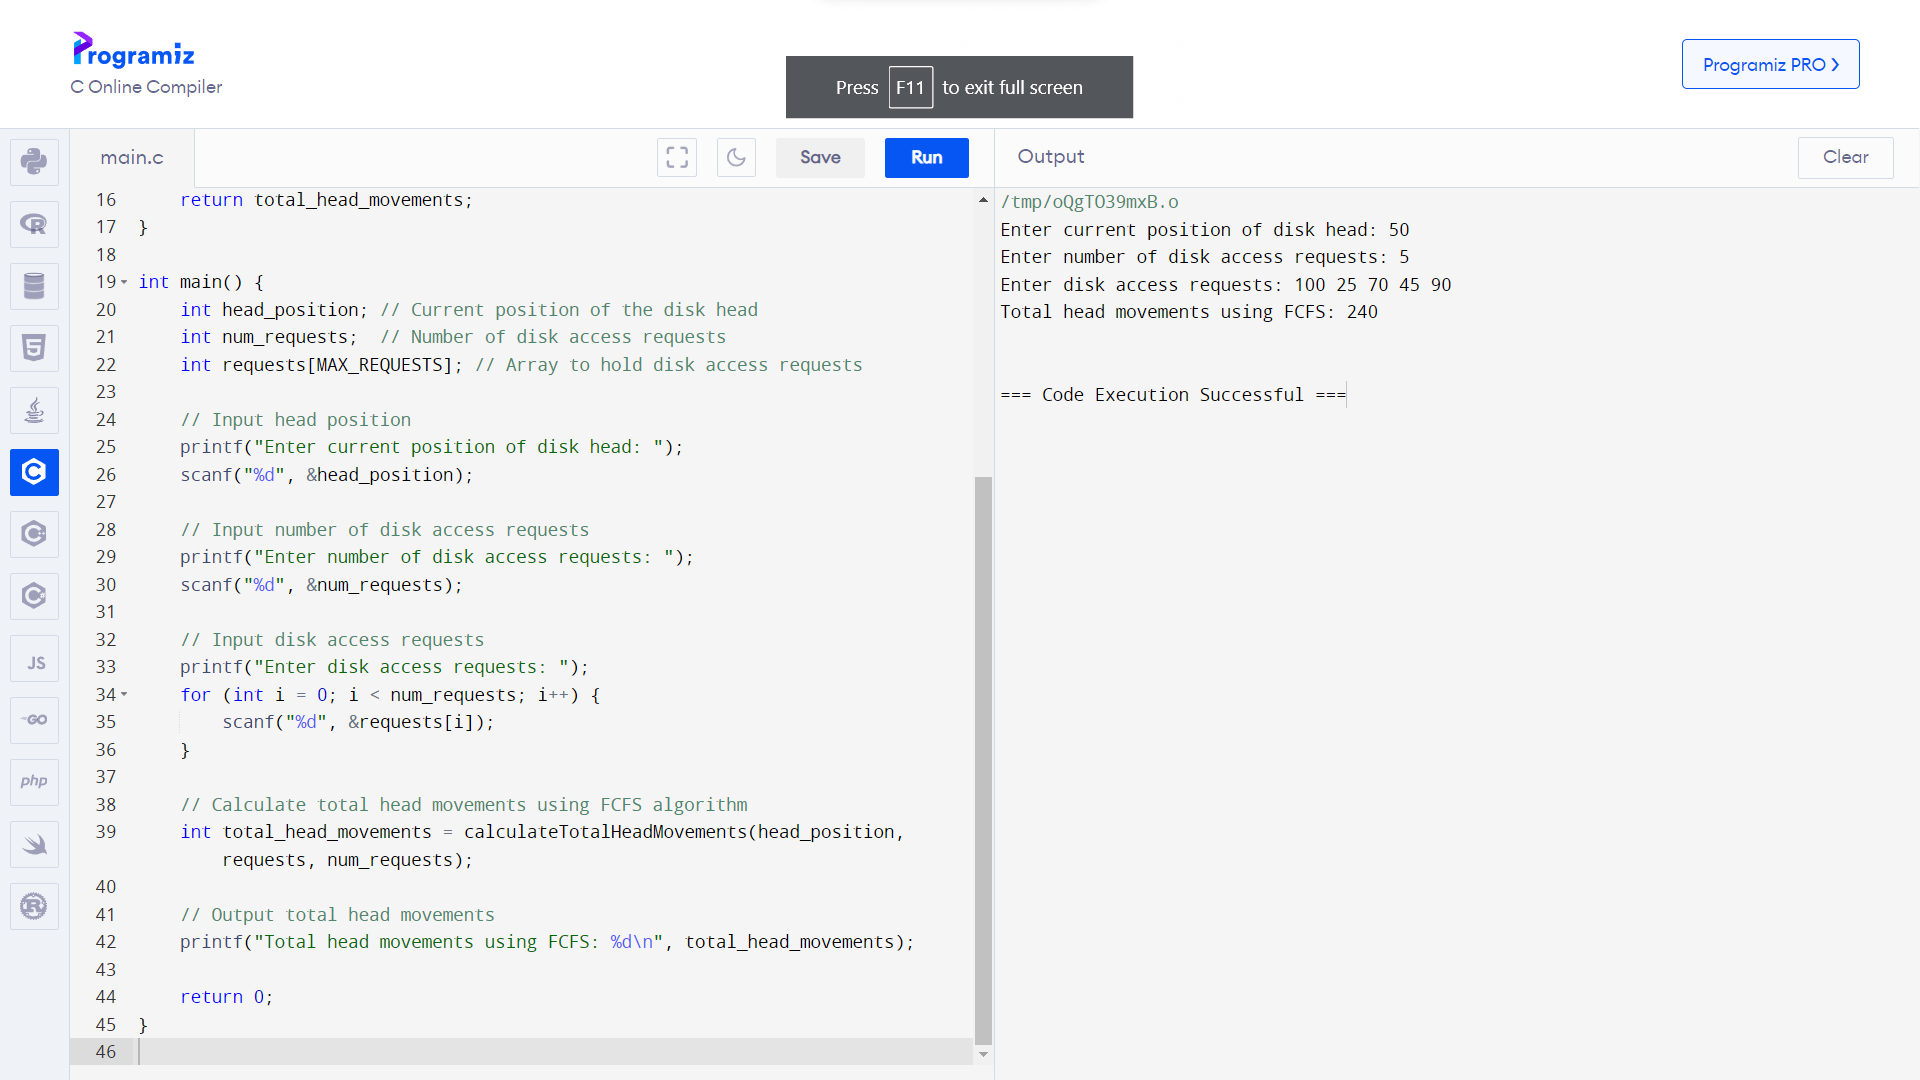 Programiz
C Online Compiler
Press F11 to exit full screen
Programiz PRO
main.c
Save
Run
Output
Clear
16 return total_head_movements;
17 }
18
19 int main() {
20 int head_position; // Current position of the disk head
21 int num_requests;  // Number of disk access requests
22 int requests[MAX_REQUESTS]; // Array to hold disk access requests
23
24 // Input head position
25 printf("Enter current position of disk head: ");
26 scanf("%d", &head_position);
27
28 // Input number of disk access requests
29 printf("Enter number of disk access requests: ");
30 scanf("%d", &num_requests);
31
32 // Input disk access requests
33 printf("Enter disk access requests: ");
34 for (int i = 0; i < num_requests; i++) {
35 scanf("%d", &requests[i]);
36 }
37
38 // Calculate total head movements using FCFS algorithm
39 int total_head_movements = calculateTotalHeadMovements(head_position,
requests, num_requests);
40
41 // Output total head movements
42 printf("Total head movements using FCFS: %d\n", total_head_movements);
43
44 return 0;
45 }
46
/tmp/oQgTO39mxB.o
Enter current position of disk head: 50
Enter number of disk access requests: 5
Enter disk access requests: 100 25 70 45 90
Total head movements using FCFS: 240
=== Code Execution Successful ===
R
5
C
C
C
JS
GO
php
R